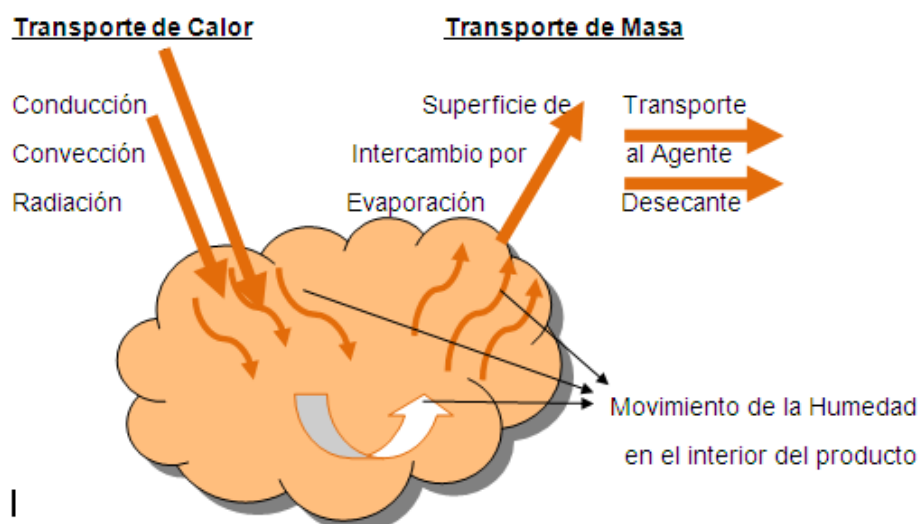 Transporte de Calor
Transporte de Masa
Conducción
Convección
Radiación
Superficie de
Intercambio por
Evaporación
Transporte
al Agente
Desecante
Movimiento de la Humedad
en el interior del producto